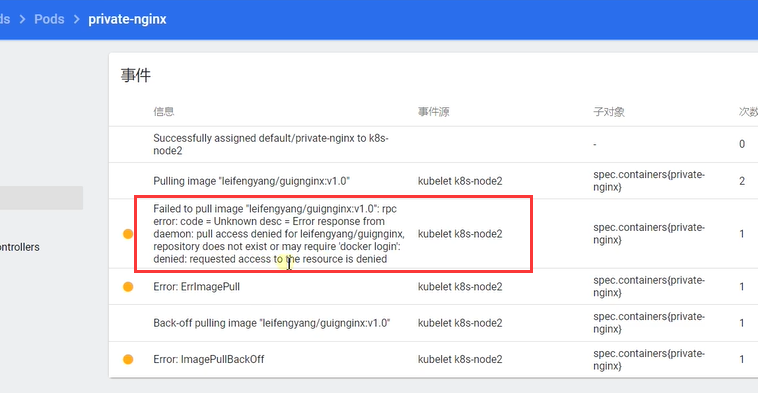 ds > Pods > private-nginx
事件
信息 事件源 子对象 次数
Successfully assigned default/private-nginx to k8s-
node2
- 0
Pulling image "leifengyang/guignginx:v1.0" kubelet k8s-node2 spec.containers{private-
nginx} 2
Failed to pull image "leifengyang/guignginx:v1.0": rpc
error: code = Unknown desc = Error response from
daemon: pull access denied for leifengyang/guignginx,
repository does not exist or may require 'docker login':
denied: requested access to the resource is denied
kubelet k8s-node2
spec.containers{private-
nginx}
1
ontrollers
Error: ErrImagePull kubelet k8s-node2 spec.containers{private-
nginx} 1
Back-off pulling image "leifengyang/guignginx:v1.0" kubelet k8s-node2 spec.containers{private-
nginx} 1
Error: ImagePullBackOff kubelet k8s-node2 spec.containers{private-
nginx} 1